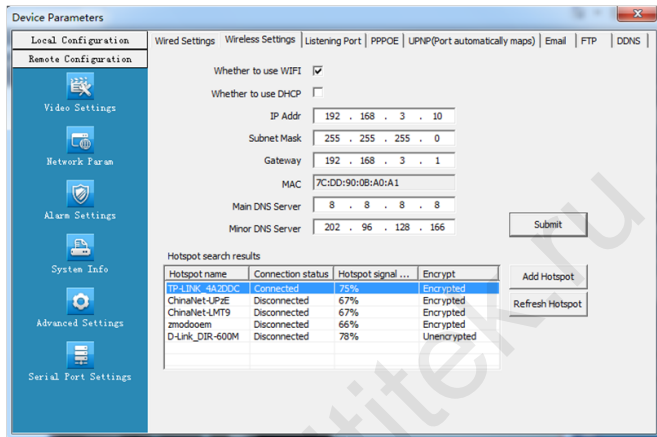 Device Parameters
Local Configuration
Remote Configuration
Video Settings
Network Param
Alarm Settings
System Info
Advanced Settings
Serial Port Settings
Wired Settings Wireless Settings Listening Port PPPOE UPNP(Port automatically maps) Email FTP DDNS
Whether to use WIFI
Whether to use DHCP
IP Addr 192 . 168 . 3 . 10
Subnet Mask 255 . 255 . 255 . 0
Gateway 192 . 168 . 3 . 1
MAC 7C:DD:90:0B:A0:A1
Main DNS Server 8 . 8 . 8 . 8
Minor DNS Server 202 . 96 . 128 . 166
Submit
Hotspot search results
Hotspot name Connection status Hotspot signal ... Encrypt
TP-LINK_4A2DDC Connected 75% Encrypted
ChinaNet-UPzE Disconnected 67% Encrypted
ChinaNet-LMT9 Disconnected 67% Encrypted
zmodooem Disconnected 66% Encrypted
D-Link_DIR-600M Disconnected 78% Unencrypted
Add Hotspot
Refresh Hotspot